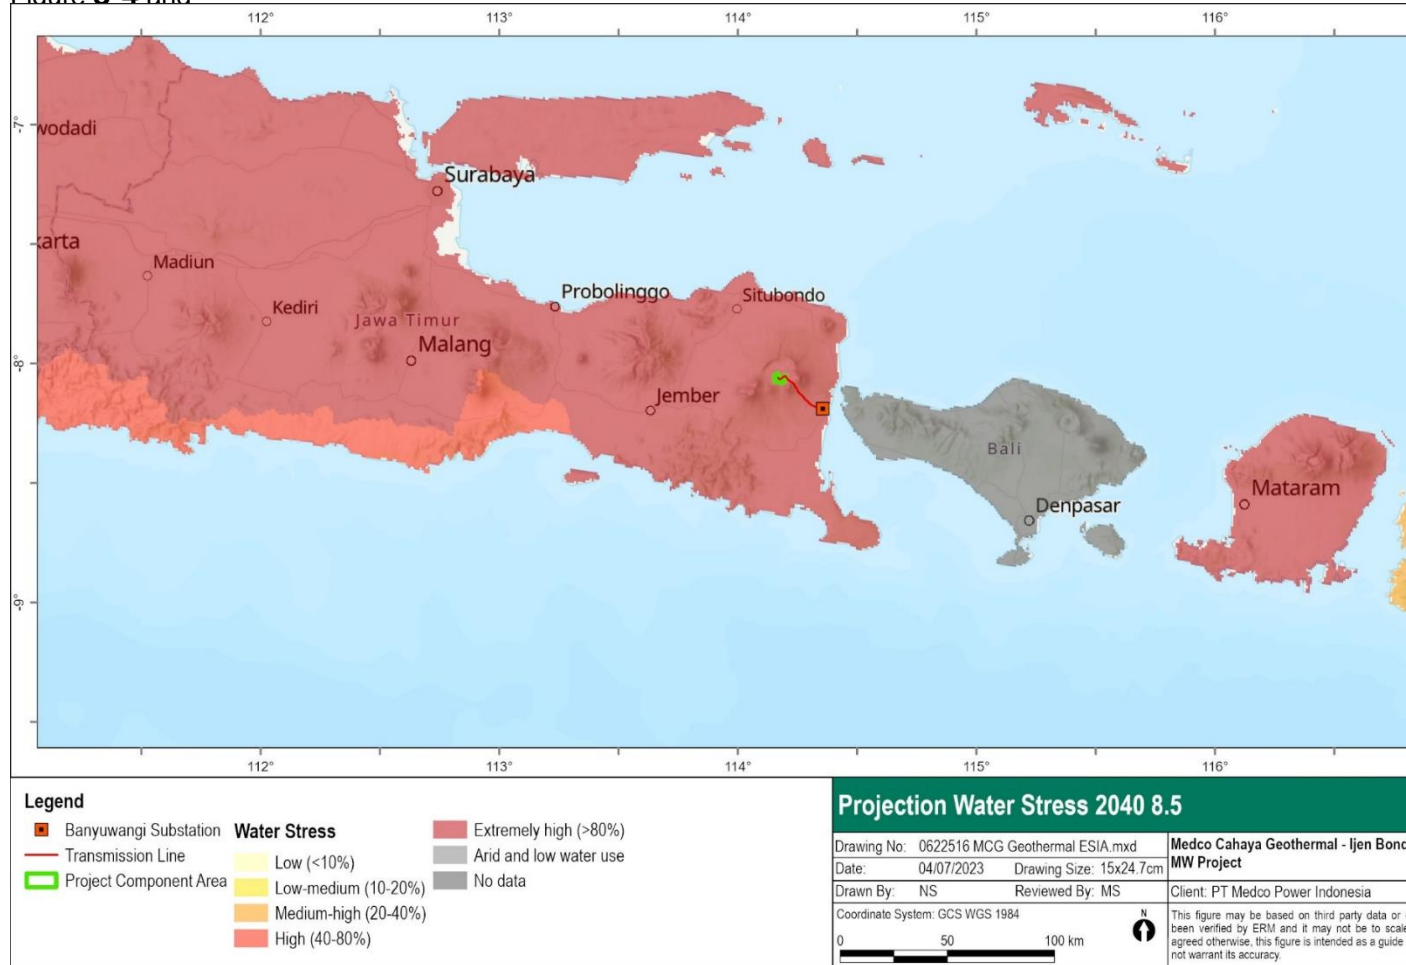 112°
113°
114°
115°
116°
-7°
-8°
-9°
wodadi
Surabaya
karta
Madiun
Kediri
Jawa Timur
Malang
Probolinggo
Situbondo
Jember
Bali
Denpasar
Mataram
112°
113°
114°
115°
116°
Legend
Banyuwangi Substation
Transmission Line
Project Component Area
Water Stress
Low (<10%)
Low-medium (10-20%)
Medium-high (20-40%)
High (40-80%)
Extremely high (>80%)
Arid and low water use
No data
Projection Water Stress 2040 8.5
Drawing No: 0622516 MCG Geothermal ESIA.mxd
Date: 04/07/2023 Drawing Size: 15x24.7cm
Drawn By: NS Reviewed By: MS
Coordinate System: GCS WGS 1984
N
0 50 100 km
Medco Cahaya Geothermal - Ijen Bond
MW Project
Client: PT Medco Power Indonesia
This figure may be based on third party data or
been verified by ERM and it may not be to scale
agreed otherwise, this figure is intended as a guide
not warrant its accuracy.